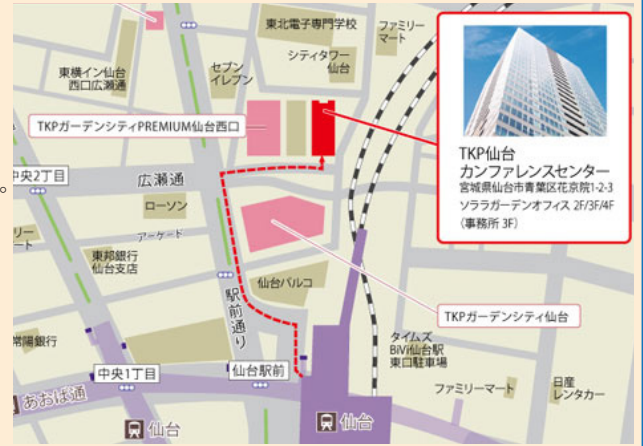 東北電子専門学校
ファミリー
マート
シティタワー
仙台
セブン
イレブン
東横イン仙台
西口広瀬通
TKPガーデンシティPREMIUM仙台西口
TKP仙台
カンファレンスセンター
宮城県仙台市青葉区花京院1-2-3
ソララガーデンオフィス 2F/3F/4F
（事務所 3F）
。
中央2丁目
広瀬通
ローソン
アーケード
東邦銀行
仙台支店
リー
ート
仙台パルコ
駅前通り
TKPガーデンシティ仙台
常陽銀行
中央1丁目
仙台駅前
タイムズ
BiVi仙台駅
東口駐車場
あおば通
ファミリーマート
日産
レンタカー
仙台
仙台